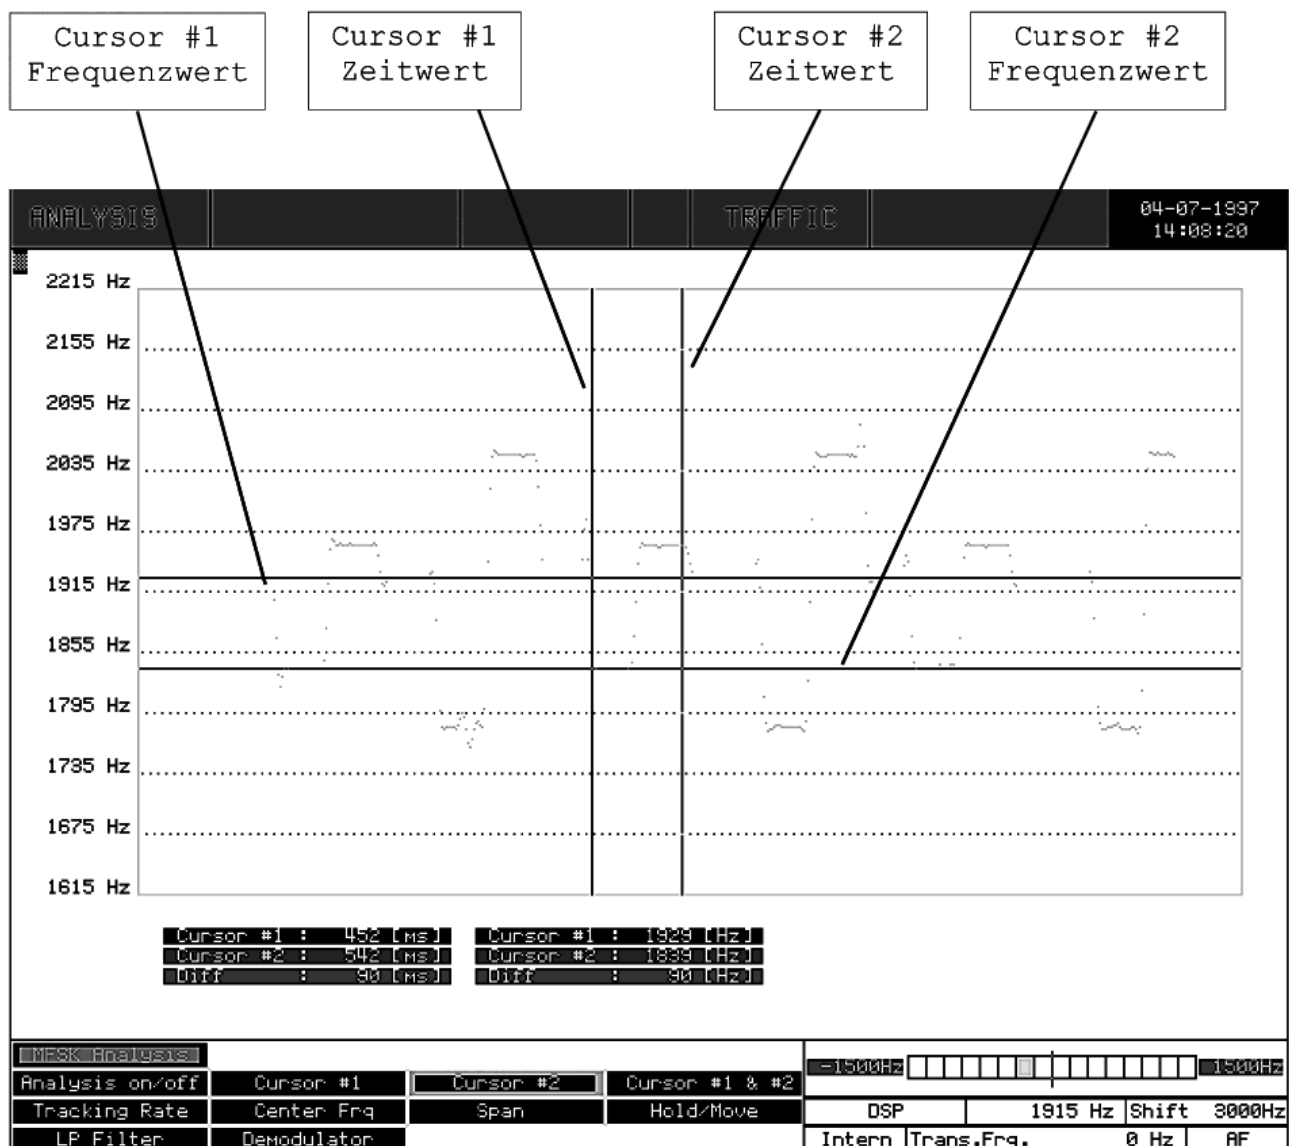 Cursor #1
Frequenzwert
Cursor #1
Zeitwert
Cursor #2
Zeitwert
Cursor #2
Frequenzwert
ANALYSIS
TRAFFIC
04-07-1997
14:08:20
2215 Hz
2155 Hz
2095 Hz
2035 Hz
1975 Hz
1915 Hz
1855 Hz
1795 Hz
1735 Hz
1675 Hz
1615 Hz
Cursor #1 : 452 [ms] Cursor #1 : 1929 [Hz]
Cursor #2 : 542 [ms] Cursor #2 : 1839 [Hz]
Diff : 90 [ms] Diff : 90 [Hz]
MFSK Analysis
-1500Hz 1500Hz
Analysis on/off Cursor #1 Cursor #2 Cursor #1 & #2
Tracking Rate Center Frq Span Hold/Move DSP 1915 Hz Shift 3000Hz
LP Filter Demodulator Intern Trans.Frq. 0 Hz AF